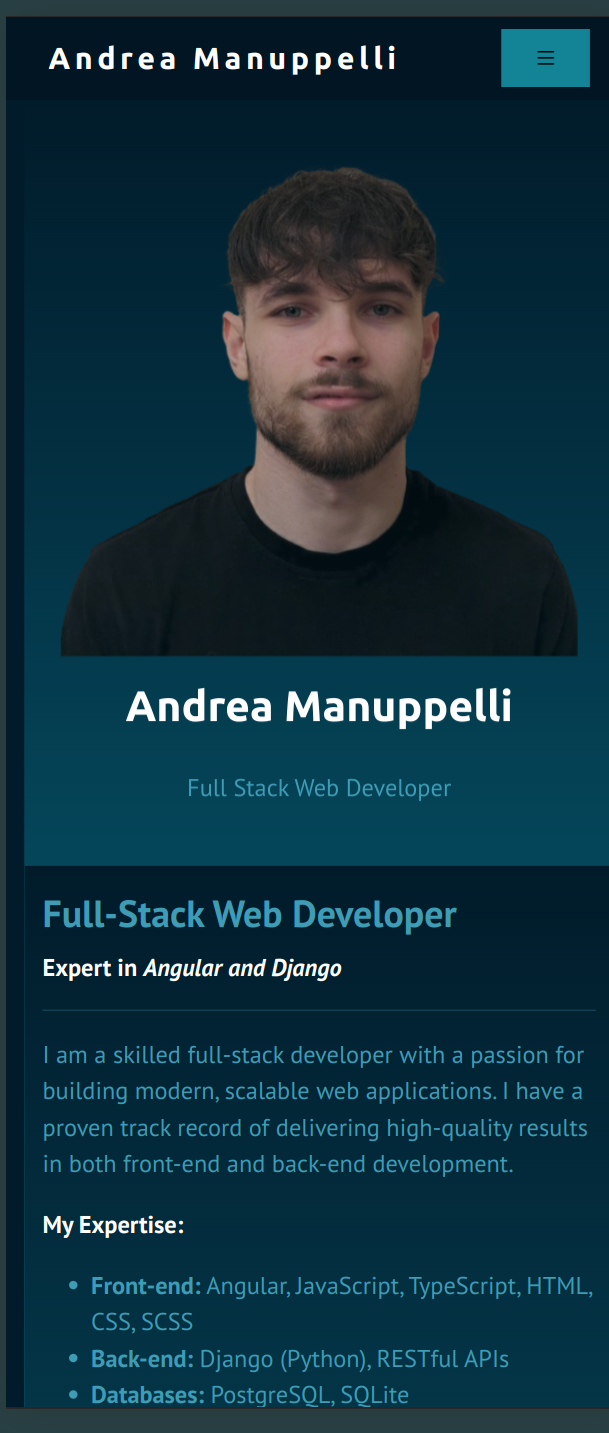 Andrea Manuppelli
Andrea Manuppelli
Full Stack Web Developer
Full-Stack Web Developer
Expert in Angular and Django
I am a skilled full-stack developer with a passion for
building modern, scalable web applications. I have a
proven track record of delivering high-quality results
in both front-end and back-end development.
My Expertise:
• Front-end: Angular, JavaScript, TypeScript, HTML,
CSS, SCSS
• Back-end: Django (Python), RESTful APIs
• Databases: PostgreSQL, SQLite